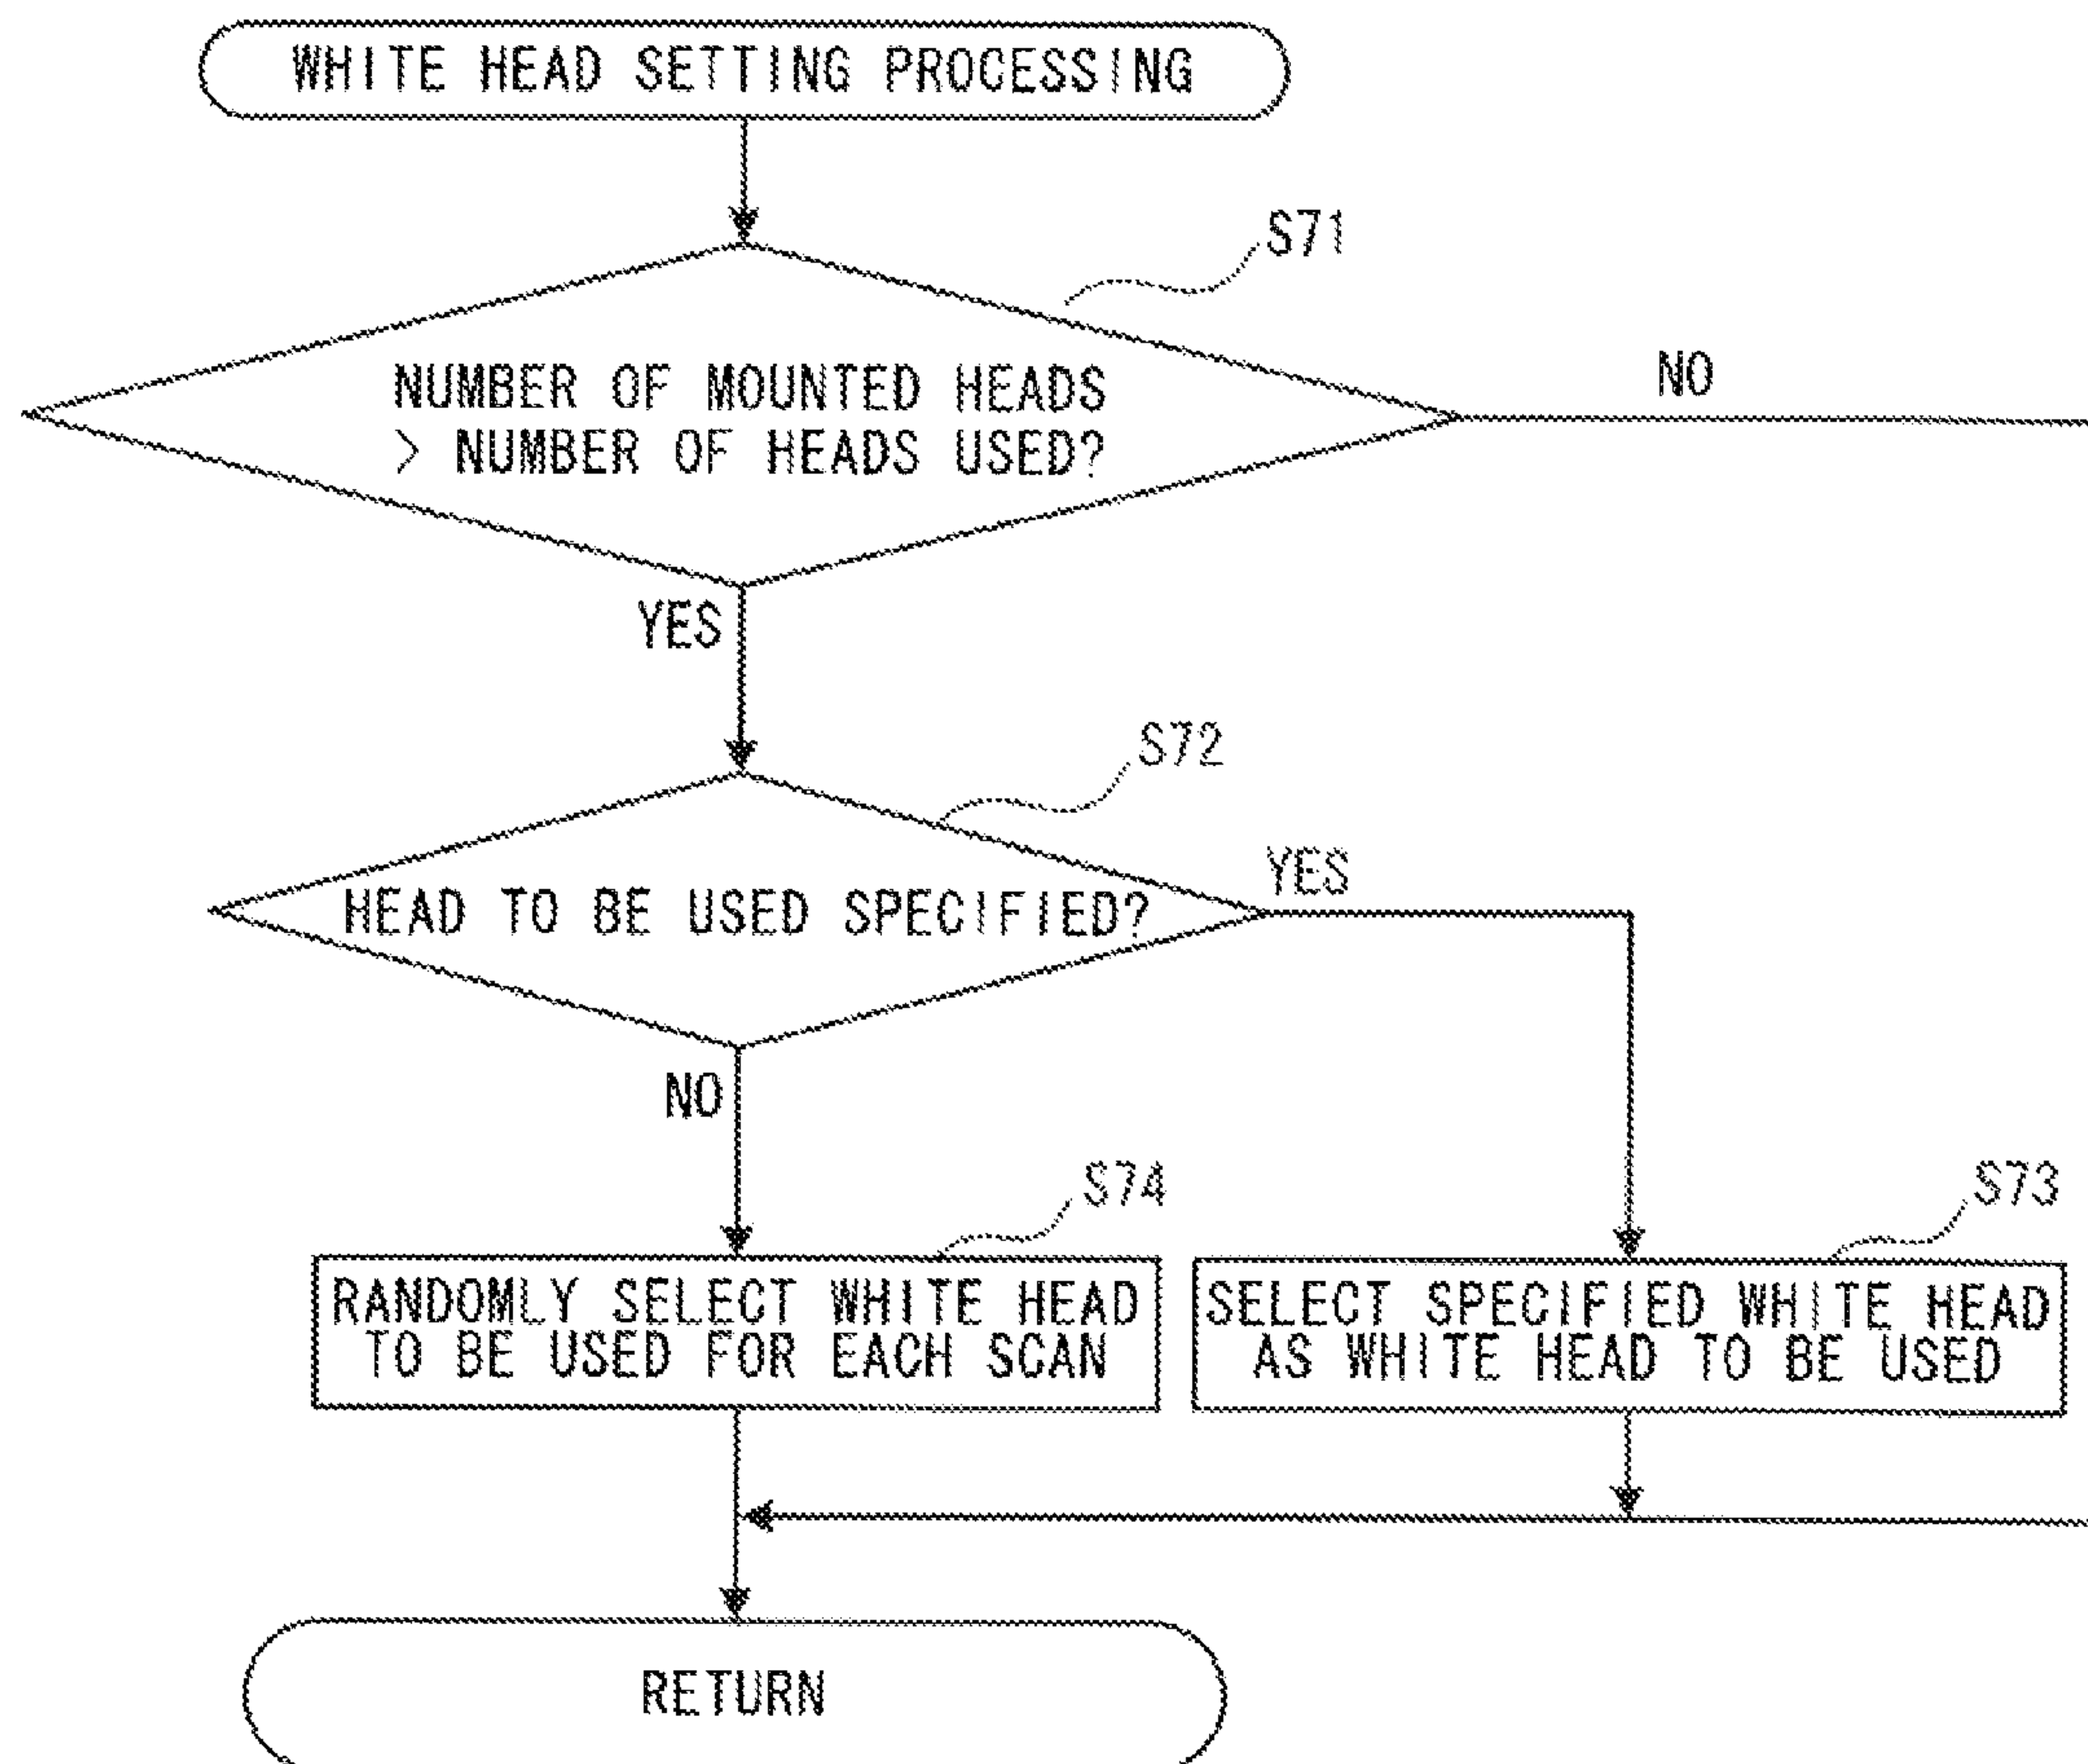 WHITE HEAD SETTING PROCESSING
S71
NUMBER OF MOUNTED HEADS
> NUMBER OF HEADS USED?
NO
YES
S72
HEAD TO BE USED SPECIFIED?
YES
NO
S74
RANDOMLY SELECT WHITE HEAD
TO BE USED FOR EACH SCAN
S73
SELECT SPECIFIED WHITE HEAD
AS WHITE HEAD TO BE USED
RETURN